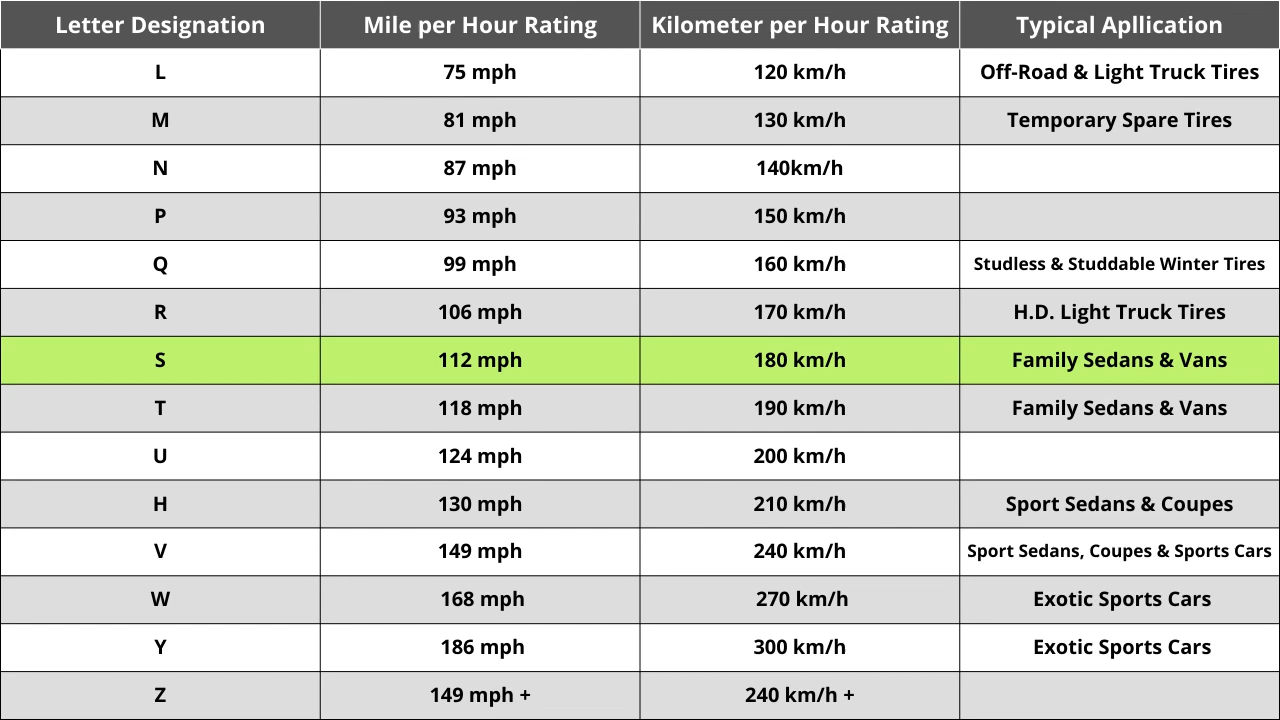 Letter Designation Mile per Hour Rating Kilometer per Hour Rating Typical Apllication
L 75 mph 120 km/h Off-Road & Light Truck Tires
M 81 mph 130 km/h Temporary Spare Tires
N 87 mph 140km/h
P 93 mph 150 km/h
Q 99 mph 160 km/h Studless & Studdable Winter Tires
R 106 mph 170 km/h H.D. Light Truck Tires
S 112 mph 180 km/h Family Sedans & Vans
T 118 mph 190 km/h Family Sedans & Vans
U 124 mph 200 km/h
H 130 mph 210 km/h Sport Sedans & Coupes
V 149 mph 240 km/h Sport Sedans, Coupes & Sports Cars
W 168 mph 270 km/h Exotic Sports Cars
Y 186 mph 300 km/h Exotic Sports Cars
Z 149 mph + 240 km/h +